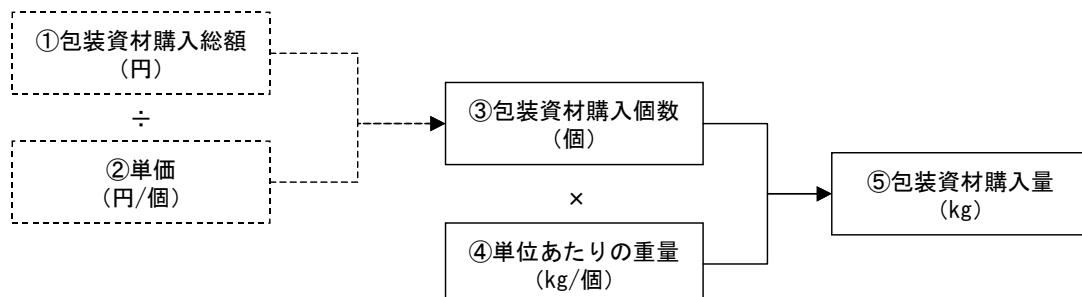 ①包装資材購入総額
(円)
÷
②単価
(円/個)
③包装資材購入個数
(個)
×
④単位あたりの重量
(kg/個)
⑤包装資材購入量
(kg)